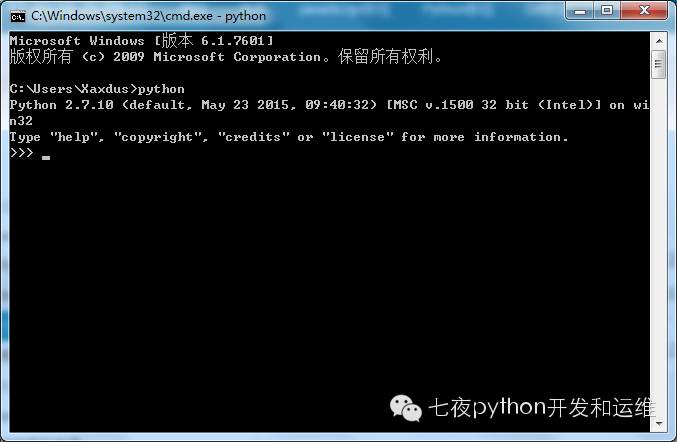 C:\Windows\system32\cmd.exe - python
Microsoft Windows [版本 6.1.7601]
版权所有 (c) 2009 Microsoft Corporation。保留所有权利。
C:\Users\Xaxdus>python
Python 2.7.10 (default, May 23 2015, 09:40:32) [MSC v.1500 32 bit (Intel)] on wi
n32
Type "help", "copyright", "credits" or "license" for more information.
>>> _
七夜python开发和运维